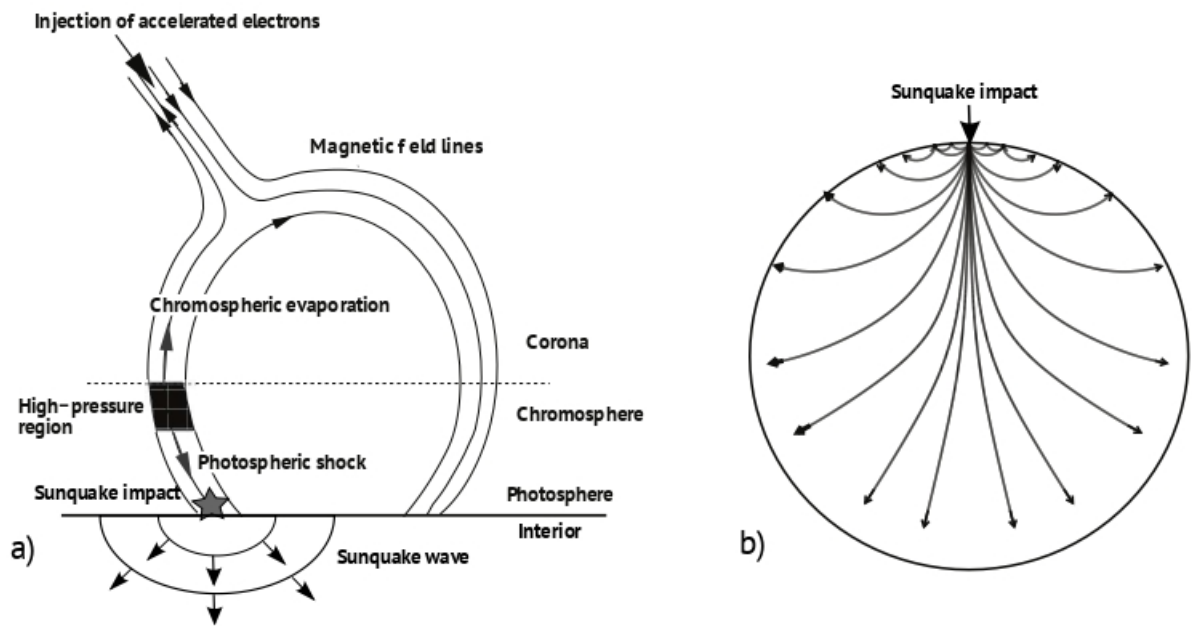 Injection of accelerated electrons
Magnetic f eld lines
Chromospheric evaporation
Corona
High-pressure
region
Chromosphere
Photospheric shock
Sunquake impact
Photosphere
Interior
Sunquake wave
a)
Sunquake impact
b)